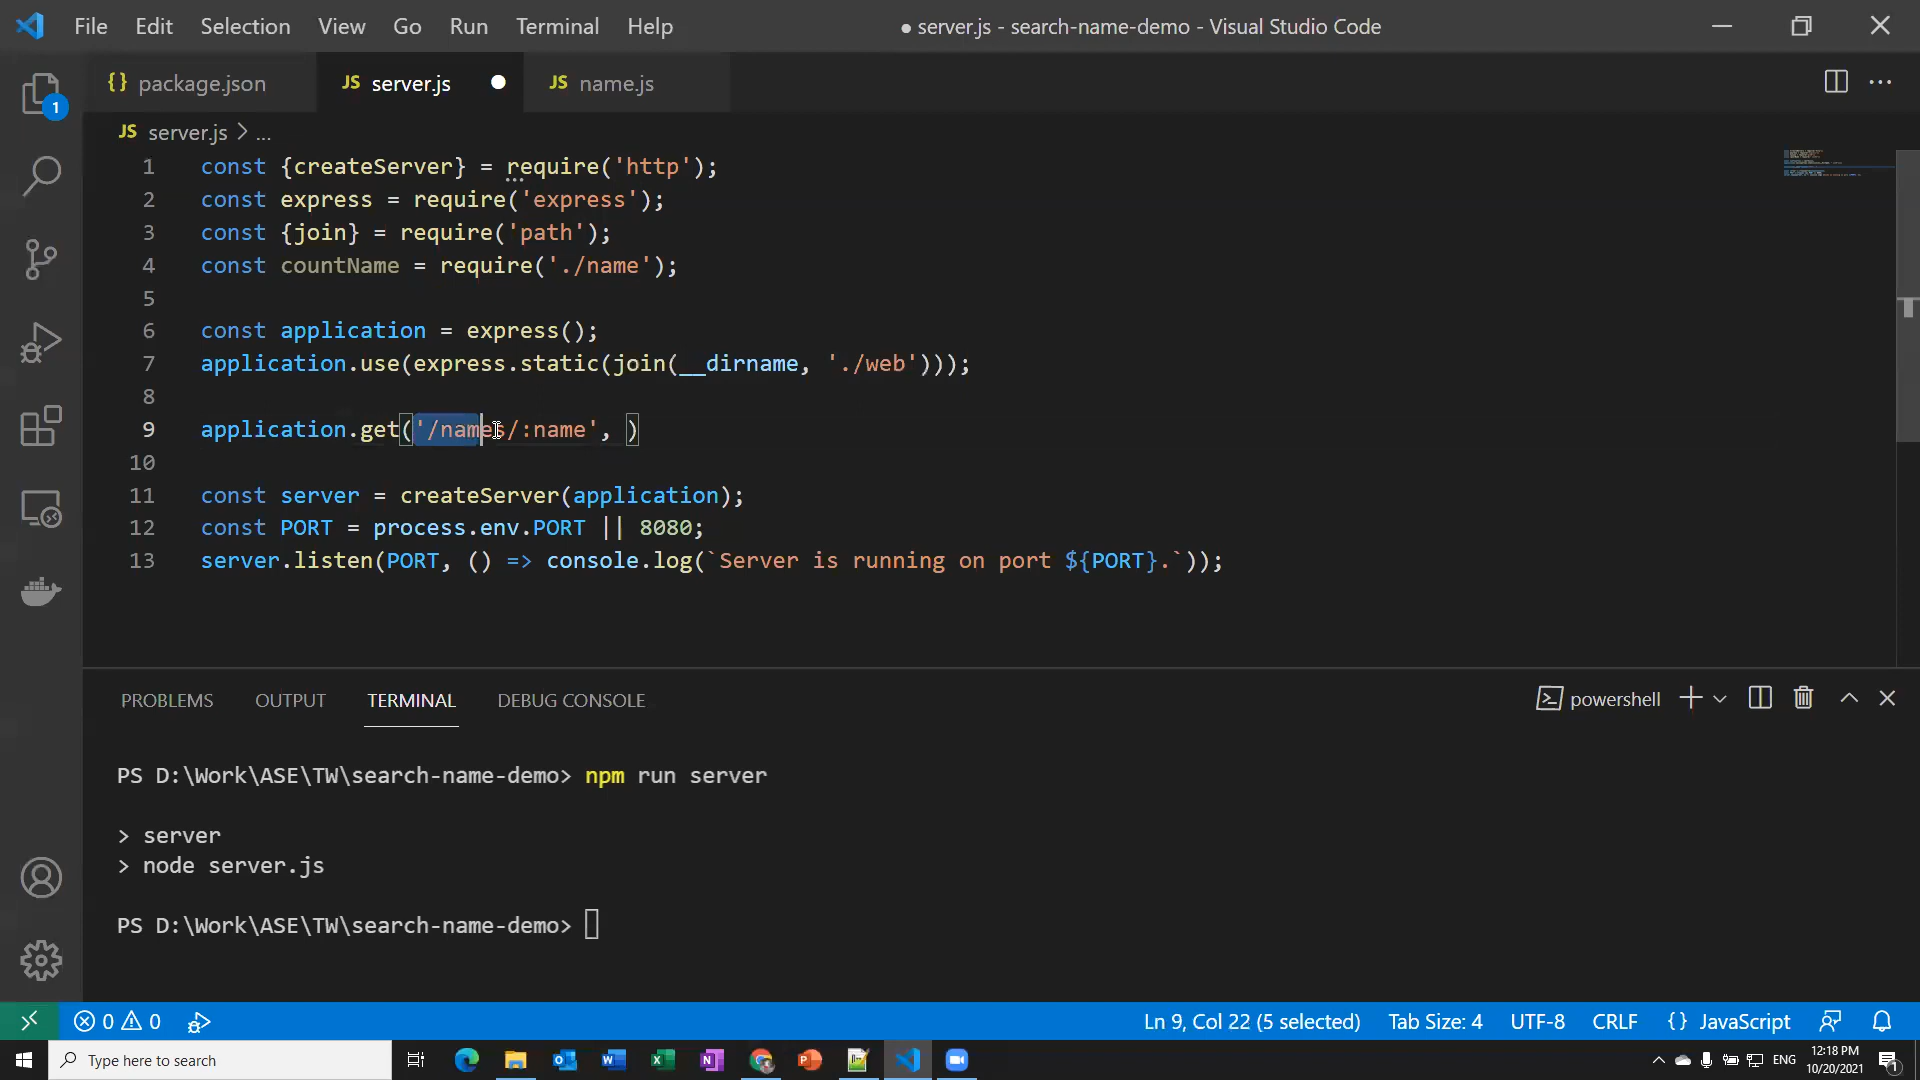 File Edit Selection View Go Run Terminal Help ● server.js - search-name-demo - Visual Studio Code
{} package.json JS server.js JS name.js
JS server.js > ...
1 const {createServer} = require('http');
2 const express = require('express');
3 const {join} = require('path');
4 const countName = require('./name');
5
6 const application = express();
7 application.use(express.static(join(__dirname, './web')));
8
9 application.get('/names/:name', )
10
11 const server = createServer(application);
12 const PORT = process.env.PORT || 8080;
13 server.listen(PORT, () => console.log(`Server is running on port ${PORT}.`));
1
PROBLEMS OUTPUT TERMINAL DEBUG CONSOLE powershell
PS D:\Work\ASE\TW\search-name-demo> npm run server
> server
> node server.js
PS D:\Work\ASE\TW\search-name-demo>
0 0 Ln 9, Col 22 (5 selected) Tab Size: 4 UTF-8 CRLF {} JavaScript
Type here to search ENG 12:18 PM
10/20/2021 1